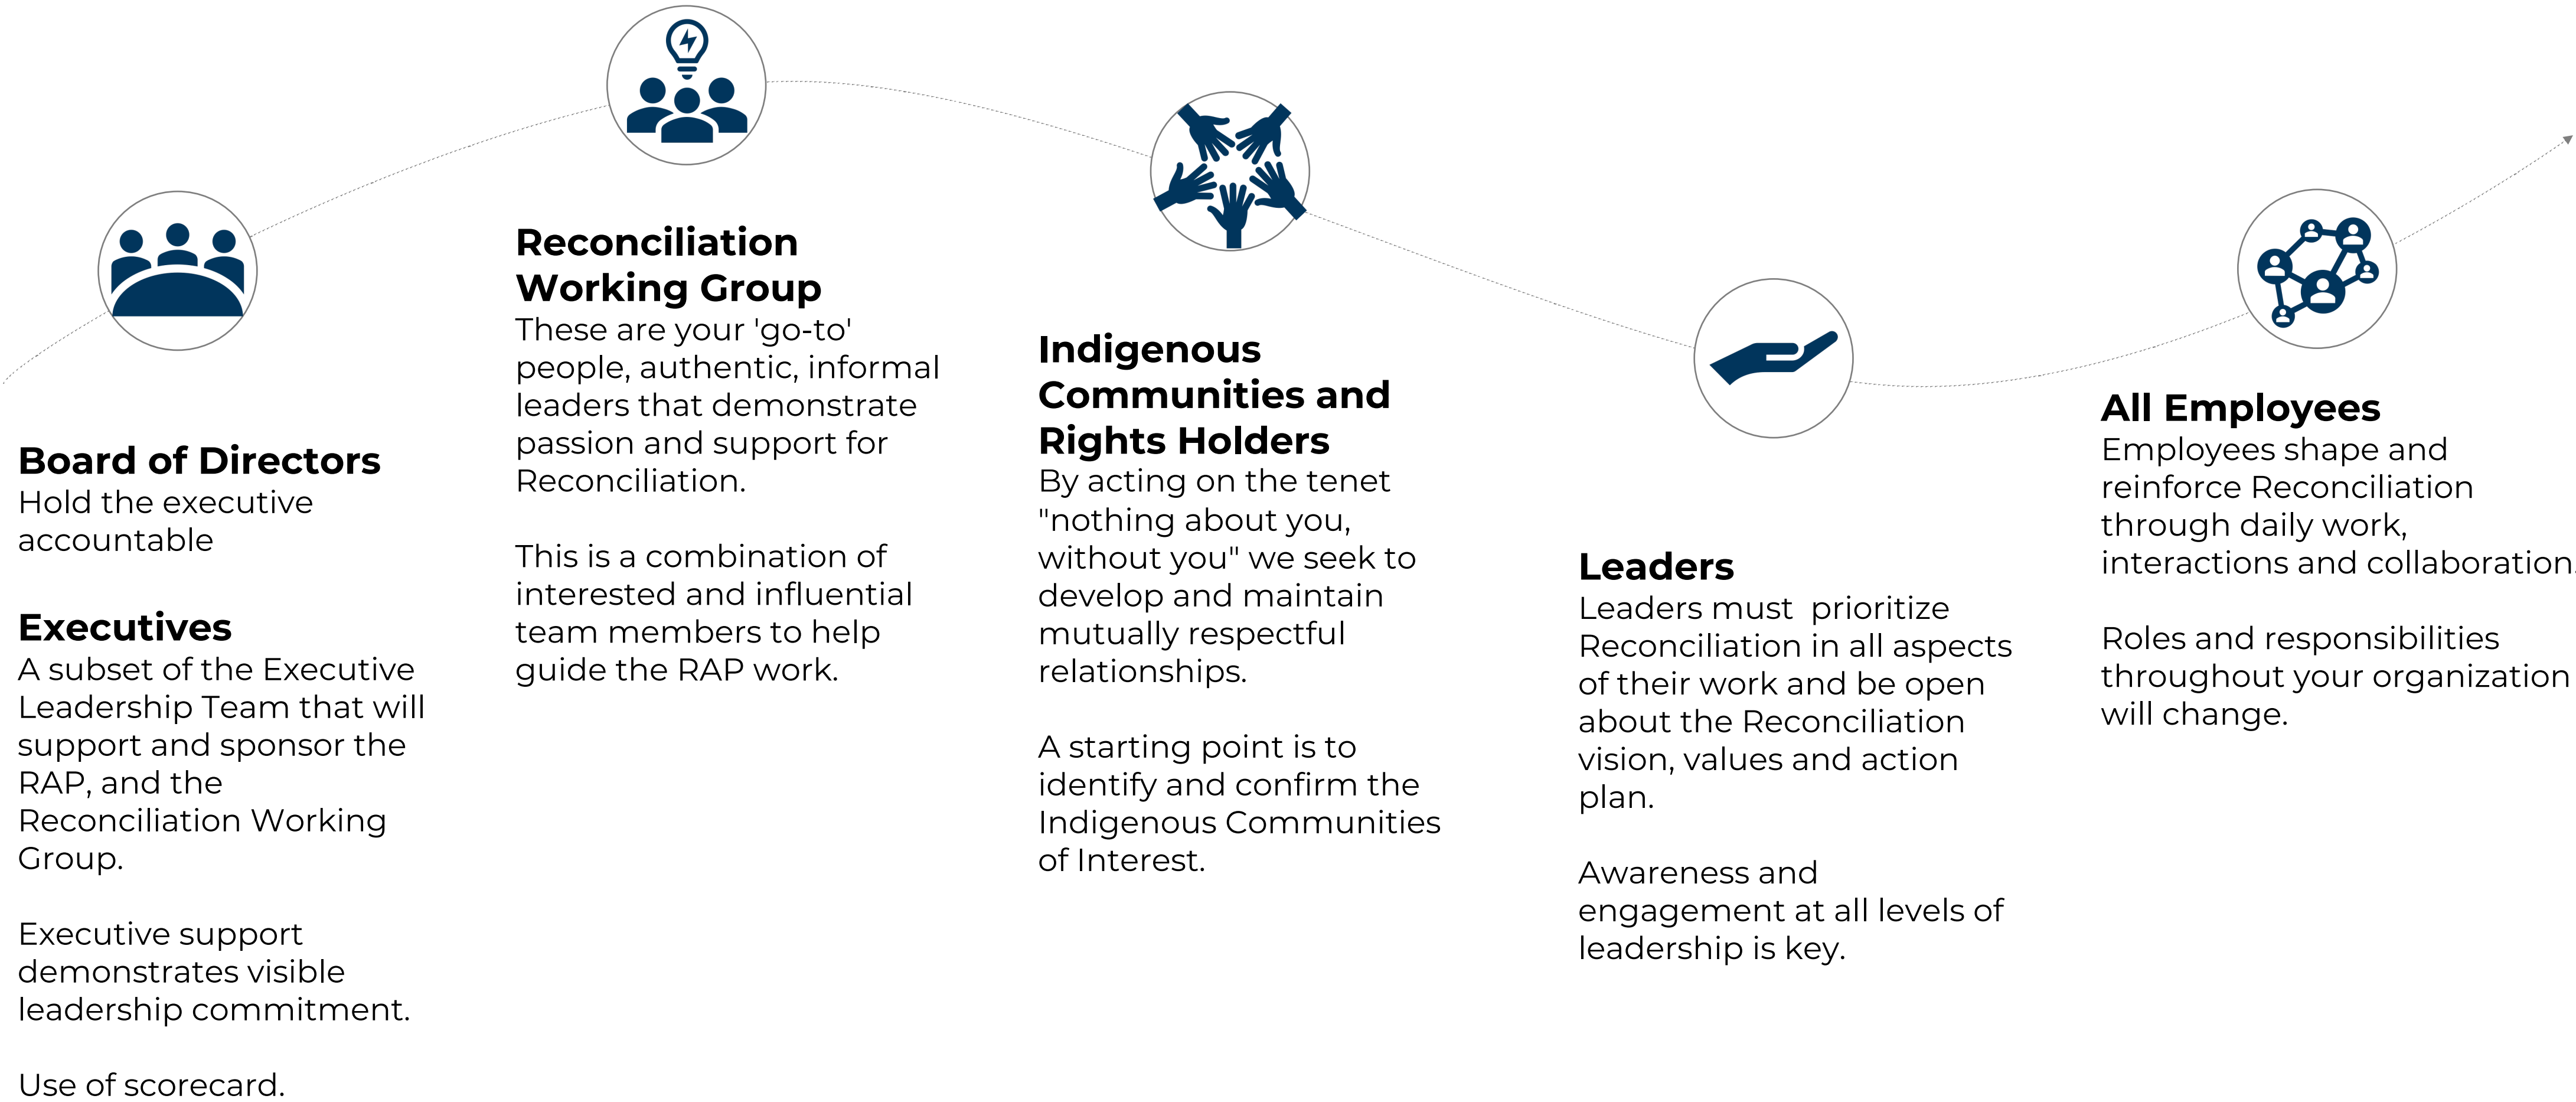 Board of Directors
Hold the executive
accountable
Executives
A subset of the Executive
Leadership Team that will
support and sponsor the
RAP, and the
Reconciliation Working
Group.
Executive support
demonstrates visible
leadership commitment.
Use of scorecard.
Reconciliation
Working Group
These are your 'go-to'
people, authentic, informal
leaders that demonstrate
passion and support for
Reconciliation.
This is a combination of
interested and influential
team members to help
guide the RAP work.
Indigenous
Communities and
Rights Holders
By acting on the tenet
"nothing about you,
without you" we seek to
develop and maintain
mutually respectful
relationships.
A starting point is to
identify and confirm the
Indigenous Communities
of Interest.
Leaders
Leaders must  prioritize
Reconciliation in all aspects
of their work and be open
about the Reconciliation
vision, values and action
plan.
Awareness and
engagement at all levels of
leadership is key.
All Employees
Employees shape and
reinforce Reconciliation
through daily work,
interactions and collaboration.
Roles and responsibilities
throughout your organization
will change.